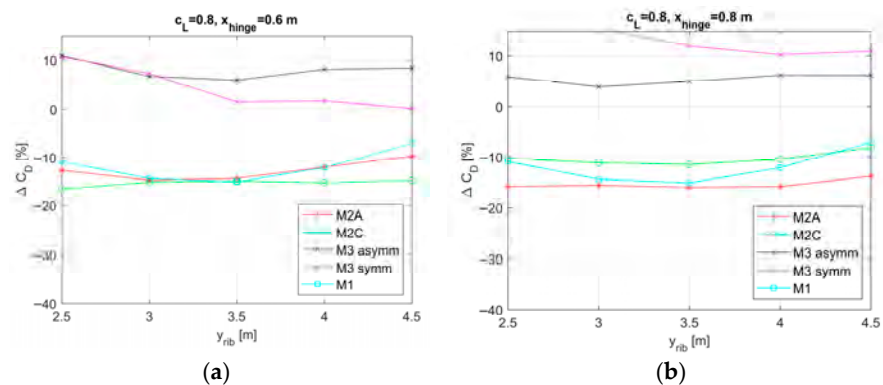 c_L=0.8, x_hinge=0.6 m
10
0
-10
-20
-30
-40
Δ C_D [%]
M2A
M2C
M3 asymm
M3 symm
M1
2.5 3 3.5 4 4.5
y_rib [m]
(a)
c_L=0.8, x_hinge=0.8 m
10
0
-10
-20
-30
-40
Δ C_D [%]
M2A
M2C
M3 asymm
M3 symm
M1
2.5 3 3.5 4 4.5
y_rib [m]
(b)